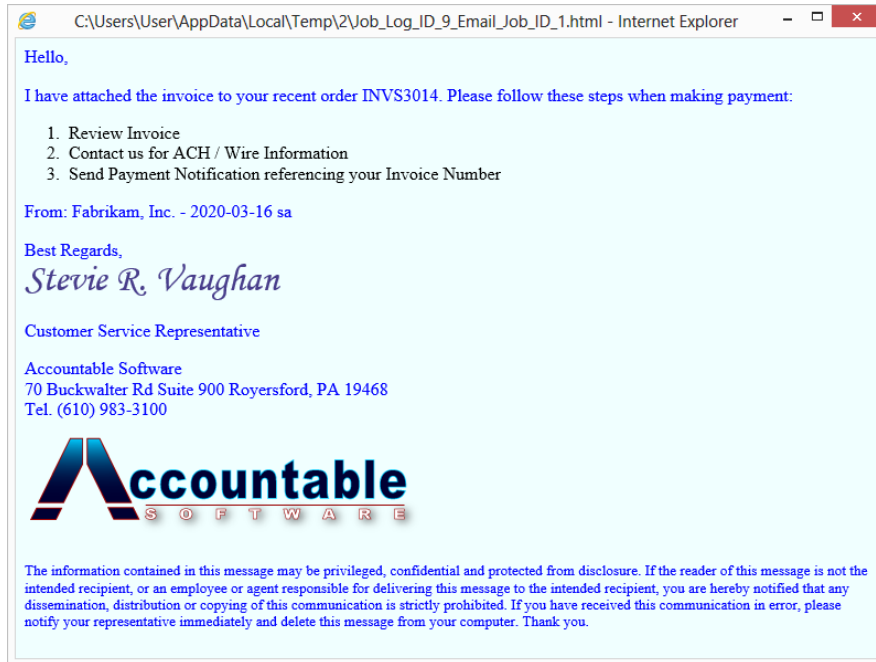 C:\Users\User\AppData\Local\Temp\2\Job_Log_ID_9_Email_Job_ID_1.html - Internet Explorer
Hello,
I have attached the invoice to your recent order INVS3014. Please follow these steps when making payment:
1. Review Invoice
2. Contact us for ACH / Wire Information
3. Send Payment Notification referencing your Invoice Number
From: Fabrikam, Inc. - 2020-03-16 sa
Best Regards,
Stevie R. Vaughan
Customer Service Representative
Accountable Software
70 Buckwalter Rd Suite 900 Royersford, PA 19468
Tel. (610) 983-3100
Accountable
SOFTWARE
The information contained in this message may be privileged, confidential and protected from disclosure. If the reader of this message is not the
intended recipient, or an employee or agent responsible for delivering this message to the intended recipient, you are hereby notified that any
dissemination, distribution or copying of this communication is strictly prohibited. If you have received this communication in error, please
notify your representative immediately and delete this message from your computer. Thank you.